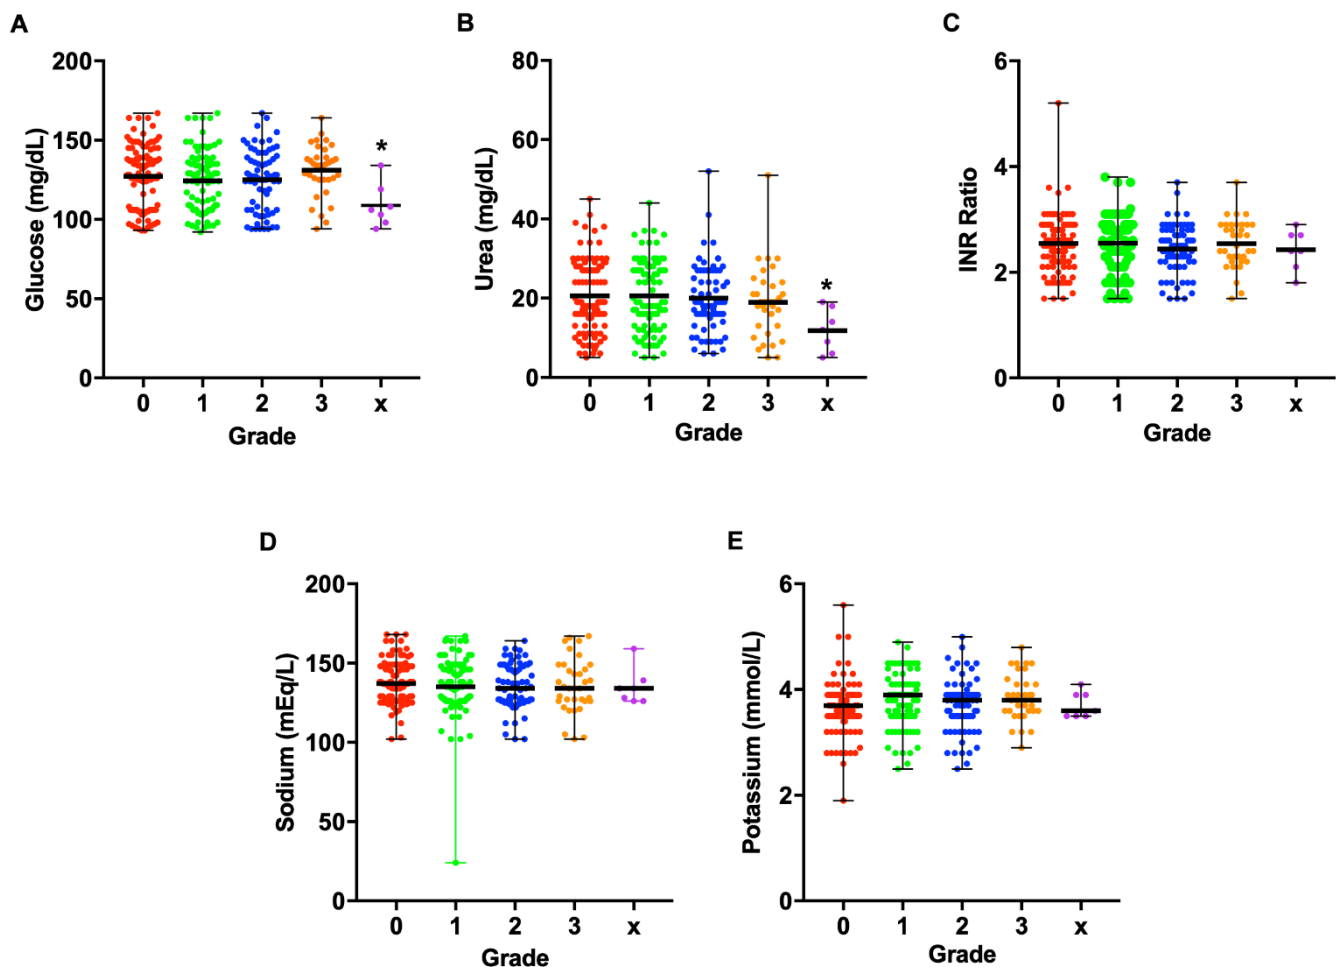 A
Glucose (mg/dL)
200
150
100
50
0
*
0 1 2 3 x
Grade
B
Urea (mg/dL)
80
60
40
20
0
*
0 1 2 3 x
Grade
C
INR Ratio
6
4
2
0
0 1 2 3 x
Grade
D
Sodium (mEq/L)
200
150
100
50
0
0 1 2 3 x
Grade
E
Potassium (mmol/L)
6
4
2
0
0 1 2 3 x
Grade